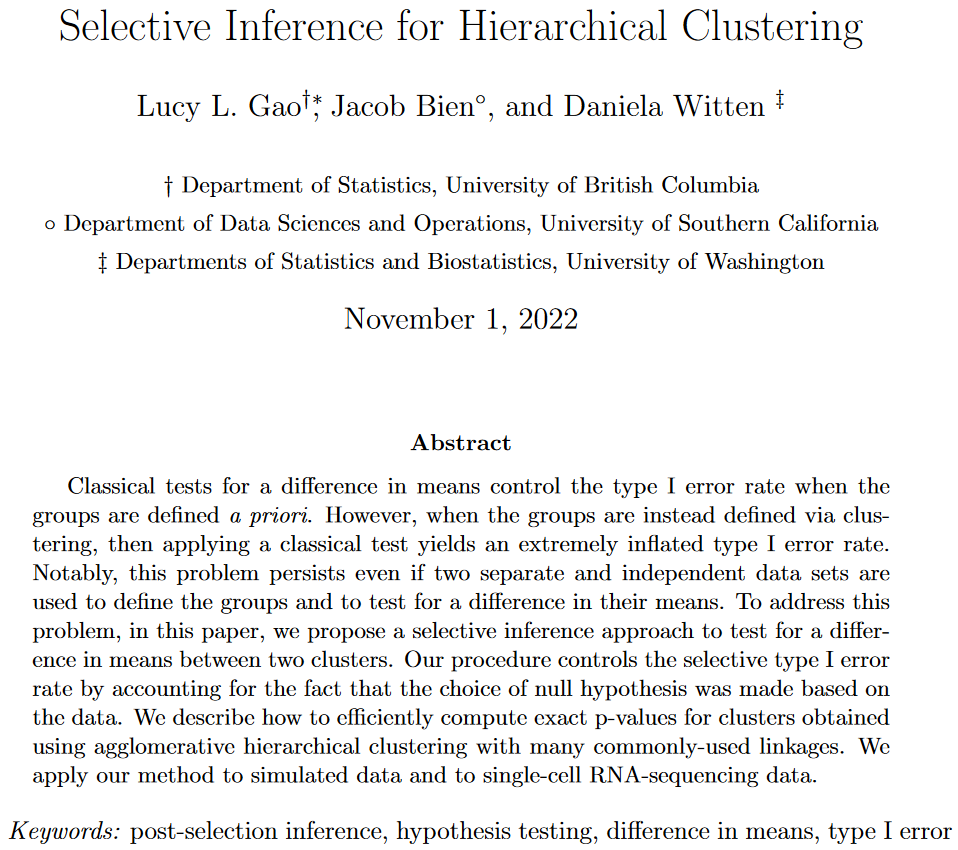 Selective Inference for Hierarchical Clustering
Lucy L. Gao†*, Jacob Bien°, and Daniela Witten ‡
† Department of Statistics, University of British Columbia
○ Department of Data Sciences and Operations, University of Southern California
‡ Departments of Statistics and Biostatistics, University of Washington
November 1, 2022
Abstract
Classical tests for a difference in means control the type I error rate when the
groups are defined a priori. However, when the groups are instead defined via clus-
tering, then applying a classical test yields an extremely inflated type I error rate.
Notably, this problem persists even if two separate and independent data sets are
used to define the groups and to test for a difference in their means. To address this
problem, in this paper, we propose a selective inference approach to test for a differ-
ence in means between two clusters. Our procedure controls the selective type I error
rate by accounting for the fact that the choice of null hypothesis was made based on
the data. We describe how to efficiently compute exact p-values for clusters obtained
using agglomerative hierarchical clustering with many commonly-used linkages. We
apply our method to simulated data and to single-cell RNA-sequencing data.
Keywords: post-selection inference, hypothesis testing, difference in means, type I error